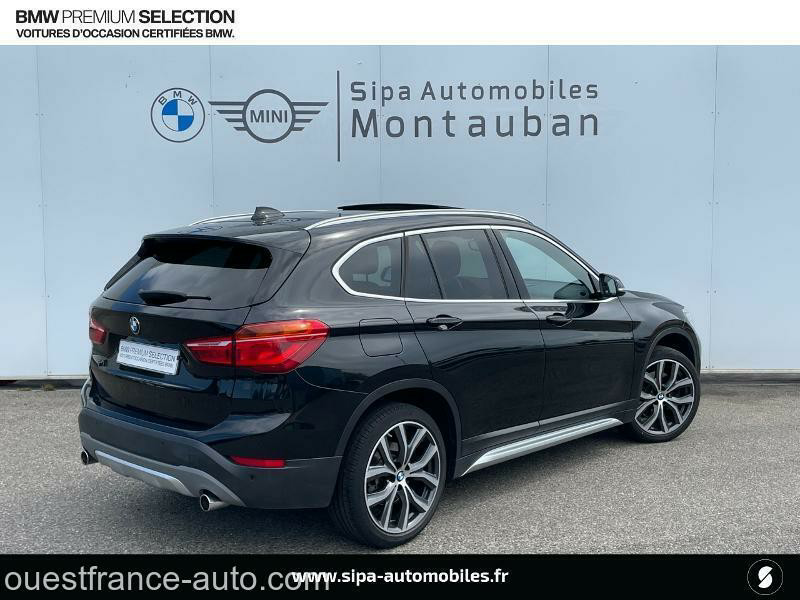 BMW PREMIUM SELECTION
VOITURES D'OCCASION CERTIFIÉES BMW.
BMW
MINI
Sipa Automobiles
Montauban
BMW PREMIUM SELECTION
ouestfrance-auto.com
www.sipa-automobiles.fr